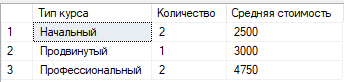 Тип курса Количество Средняя стоимость
1 Начальный 2 2500
2 Продвинутый 1 3000
3 Профессиональный 2 4750